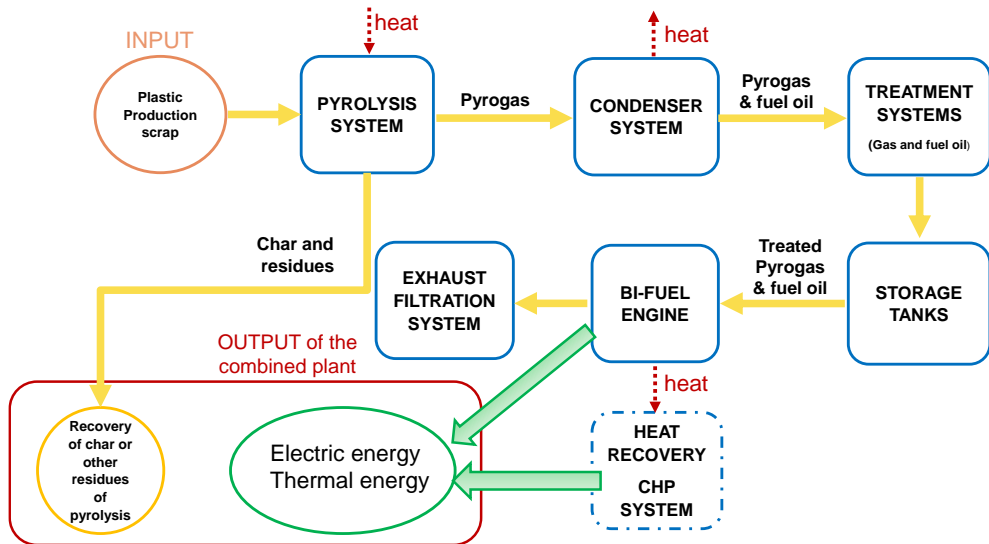 heat
heat
INPUT
Plastic
Production
scrap
PYROLYSIS
SYSTEM
Pyrogas
CONDENSER
SYSTEM
Pyrogas
& fuel oil
TREATMENT
SYSTEMS
(Gas and fuel oil)
Char and
residues
EXHAUST
FILTRATION
SYSTEM
BI-FUEL
ENGINE
Treated
Pyrogas
& fuel oil
STORAGE
TANKS
OUTPUT of the
combined plant
heat
Recovery
of char or
other
residues
of
pyrolysis
Electric energy
Thermal energy
HEAT
RECOVERY
CHP
SYSTEM